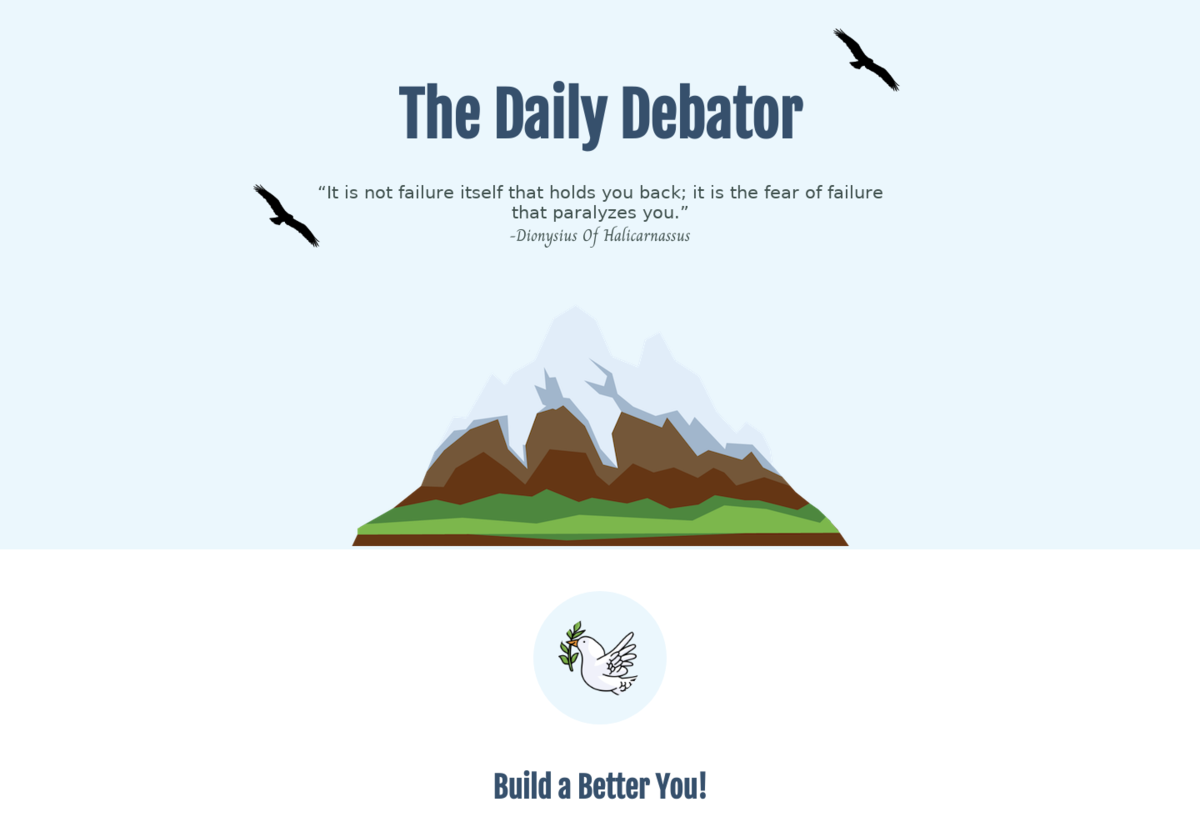 The Daily Debator
“It is not failure itself that holds you back; it is the fear of failure
that paralyzes you.”
-Dionysius Of Halicarnassus
Build a Better You!